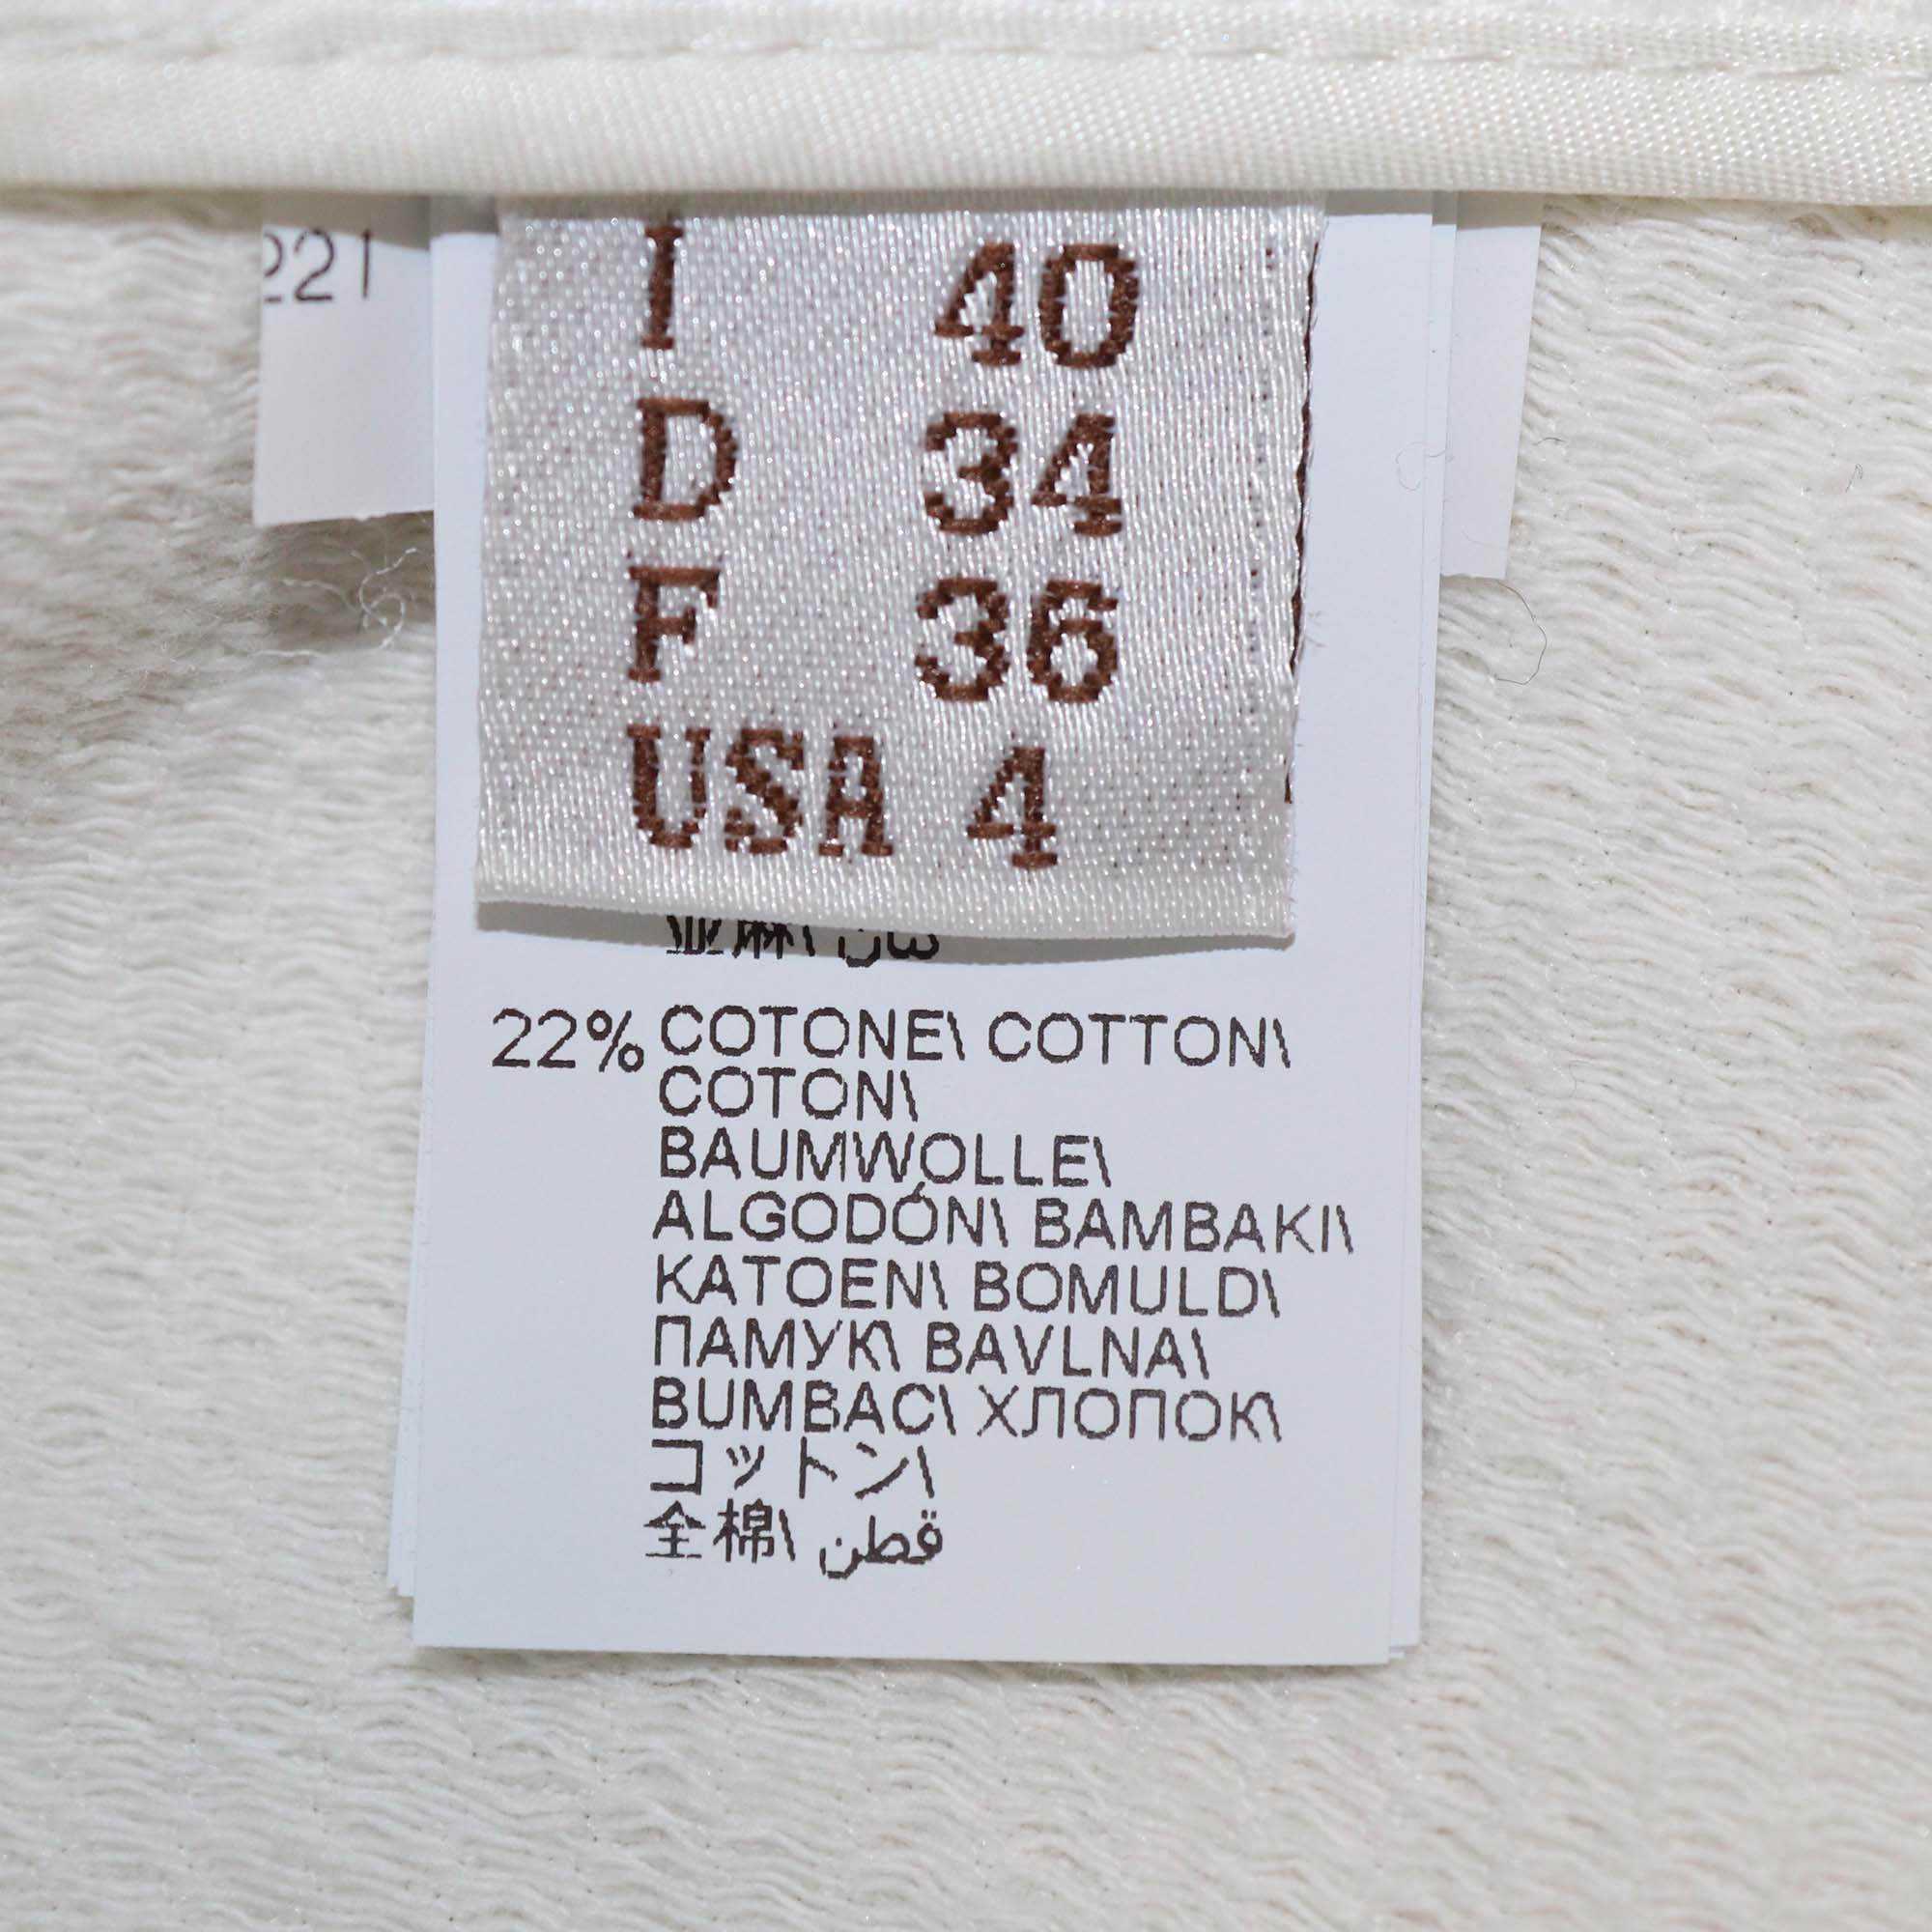 221
I 40
D 34
F 36
USA 4
22% COTONE\ COTTON\
COTON\
BAUMWOLLE\
ALGODÓN\ BAMBAKI\
KATOEN\ BOMULD\
ПАМУК\ BAVLNA\
BUMBAC\ ХЛОПОК\
コットン\
全棉\ قطن